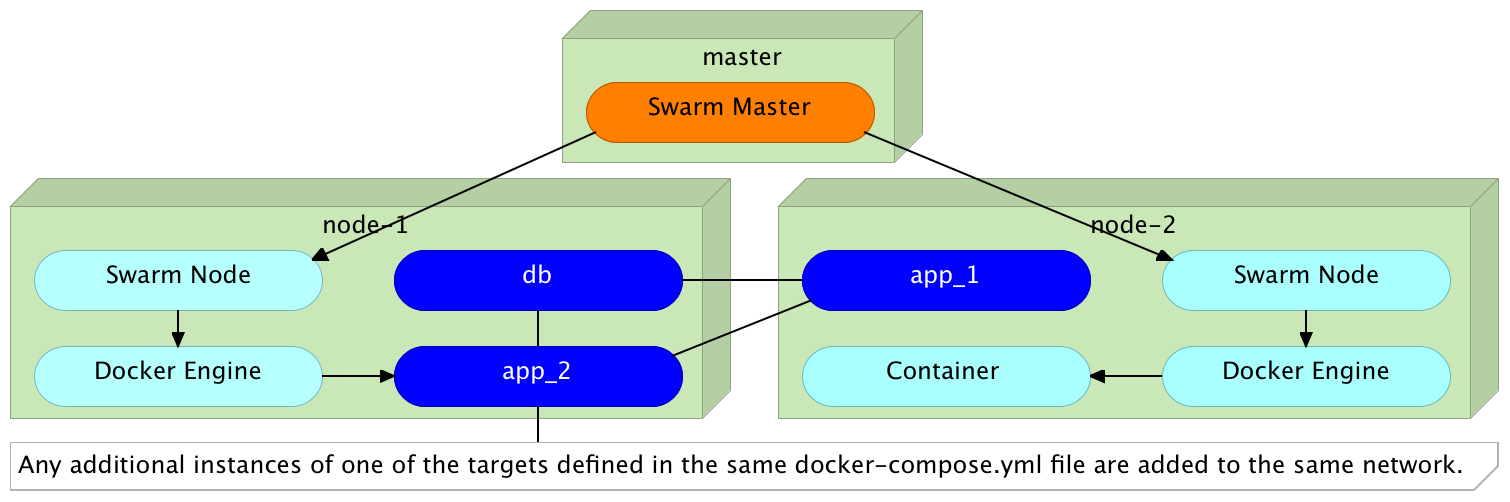 master
Swarm Master
node-1
node-2
Swarm Node
db
app_1
Swarm Node
Docker Engine
app_2
Container
Docker Engine
Any additional instances of one of the targets defined in the same docker-compose.yml file are added to the same network.